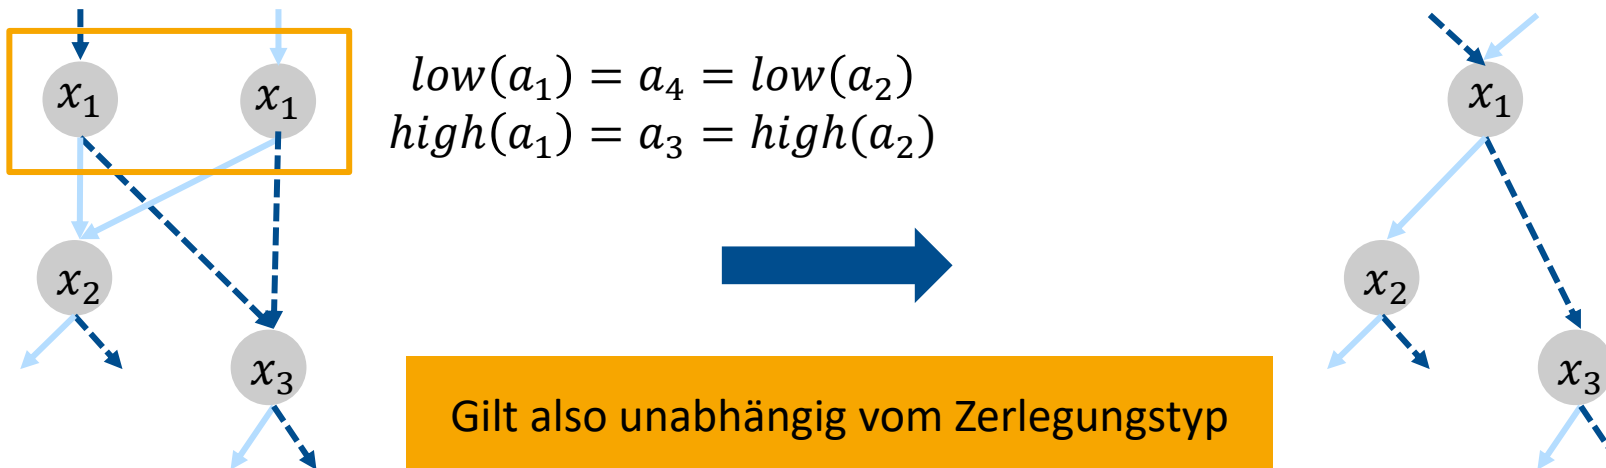 x₁
x₁
low(a₁) = a₄ = low(a₂)
high(a₁) = a₃ = high(a₂)
x₂
x₃
Gilt also unabhängig vom Zerlegungstyp
x₁
x₂
x₃